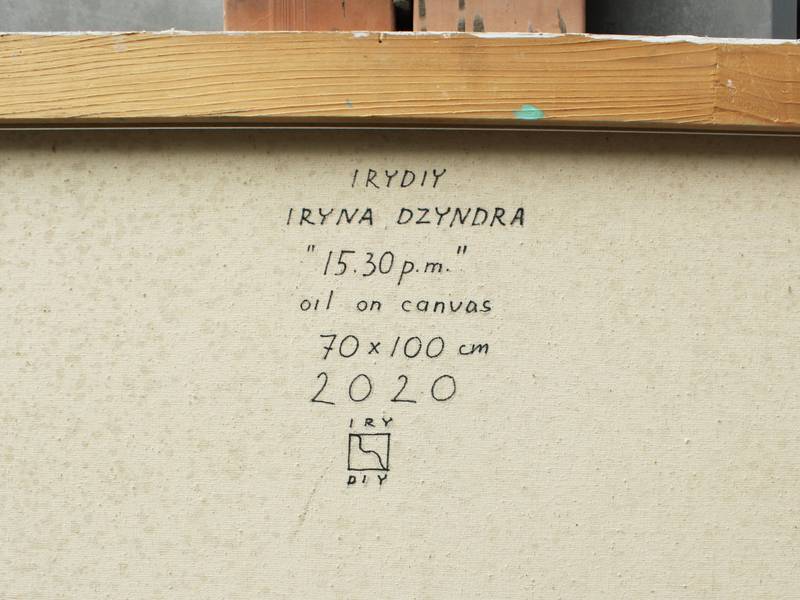 IRYDIY
IRYNA DZYNDRA
"15.30 p.m."
oil on canvas
70 x 100 cm
2020
IRY
DIY